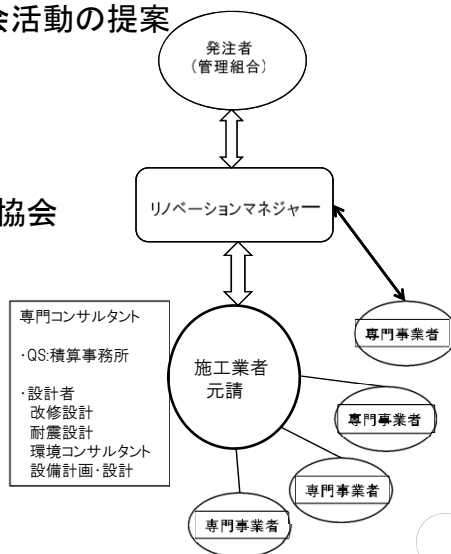 会活動の提案
発注者
（管理組合）
リノベーションマネジャー
協会
専門コンサルタント
・QS:積算事務所
・設計者
改修設計
耐震設計
環境コンサルタント
設備計画・設計
施工業者
元請
専門事業者
専門事業者
専門事業者
専門事業者